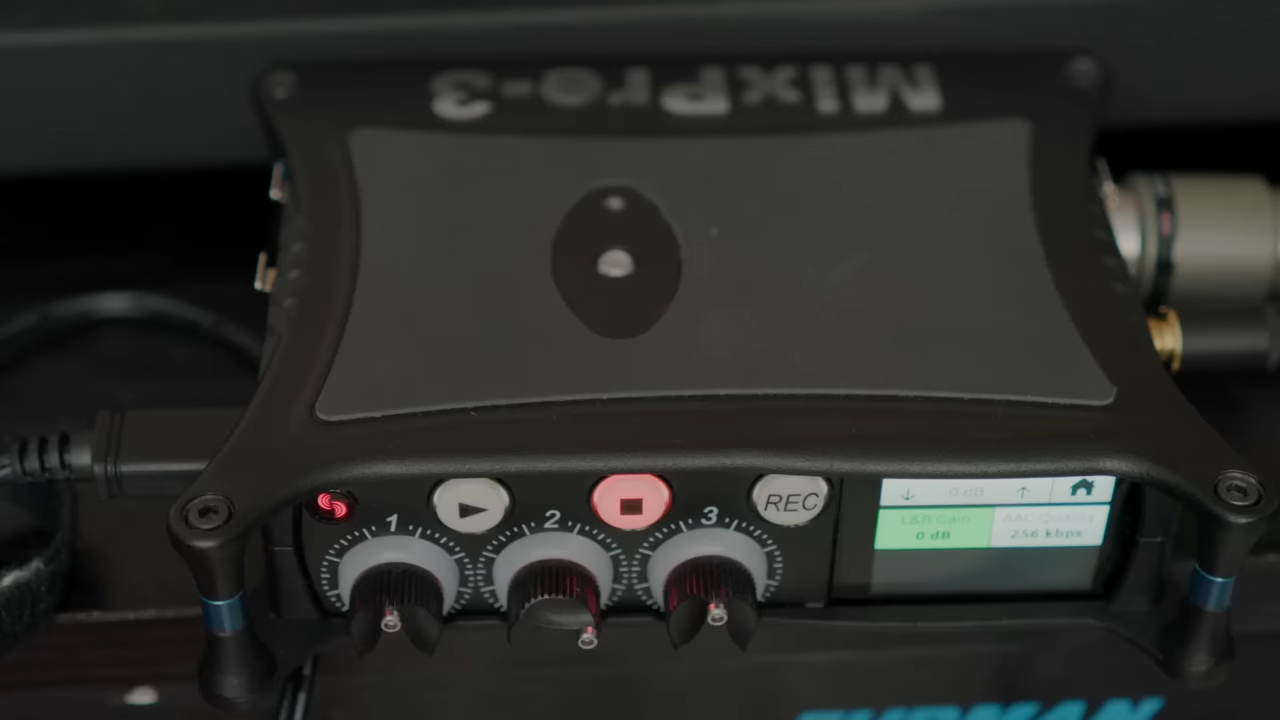 MixPre-3
REC
1 2 3
↓ 0 dB ↑
L&R Gain AAC Quality
0 dB 256 kbps